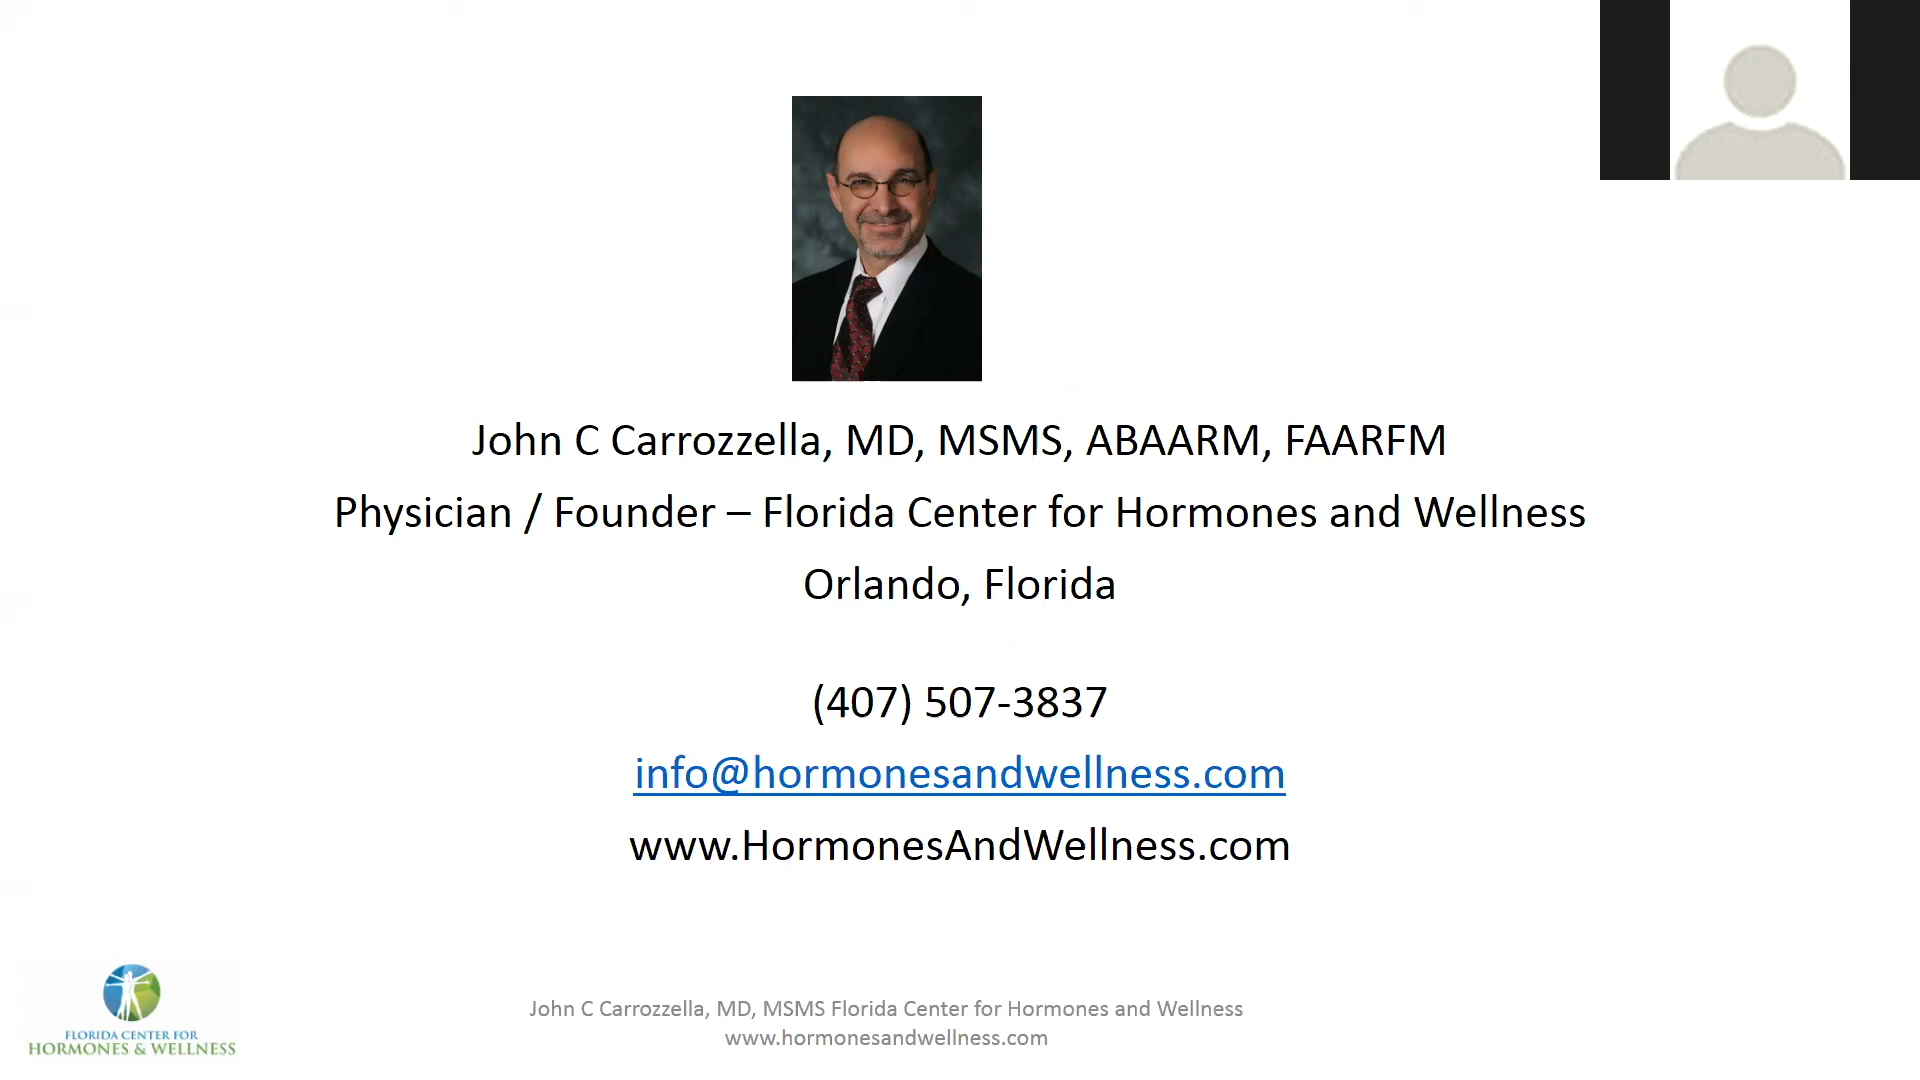 John C Carrozzella, MD, MSMS, ABAARM, FAARFM
Physician / Founder – Florida Center for Hormones and Wellness
Orlando, Florida
(407) 507-3837
info@hormonesandwellness.com
www.HormonesAndWellness.com
FLORIDA CENTER FOR
HORMONES & WELLNESS
John C Carrozzella, MD, MSMS Florida Center for Hormones and Wellness
www.hormonesandwellness.com